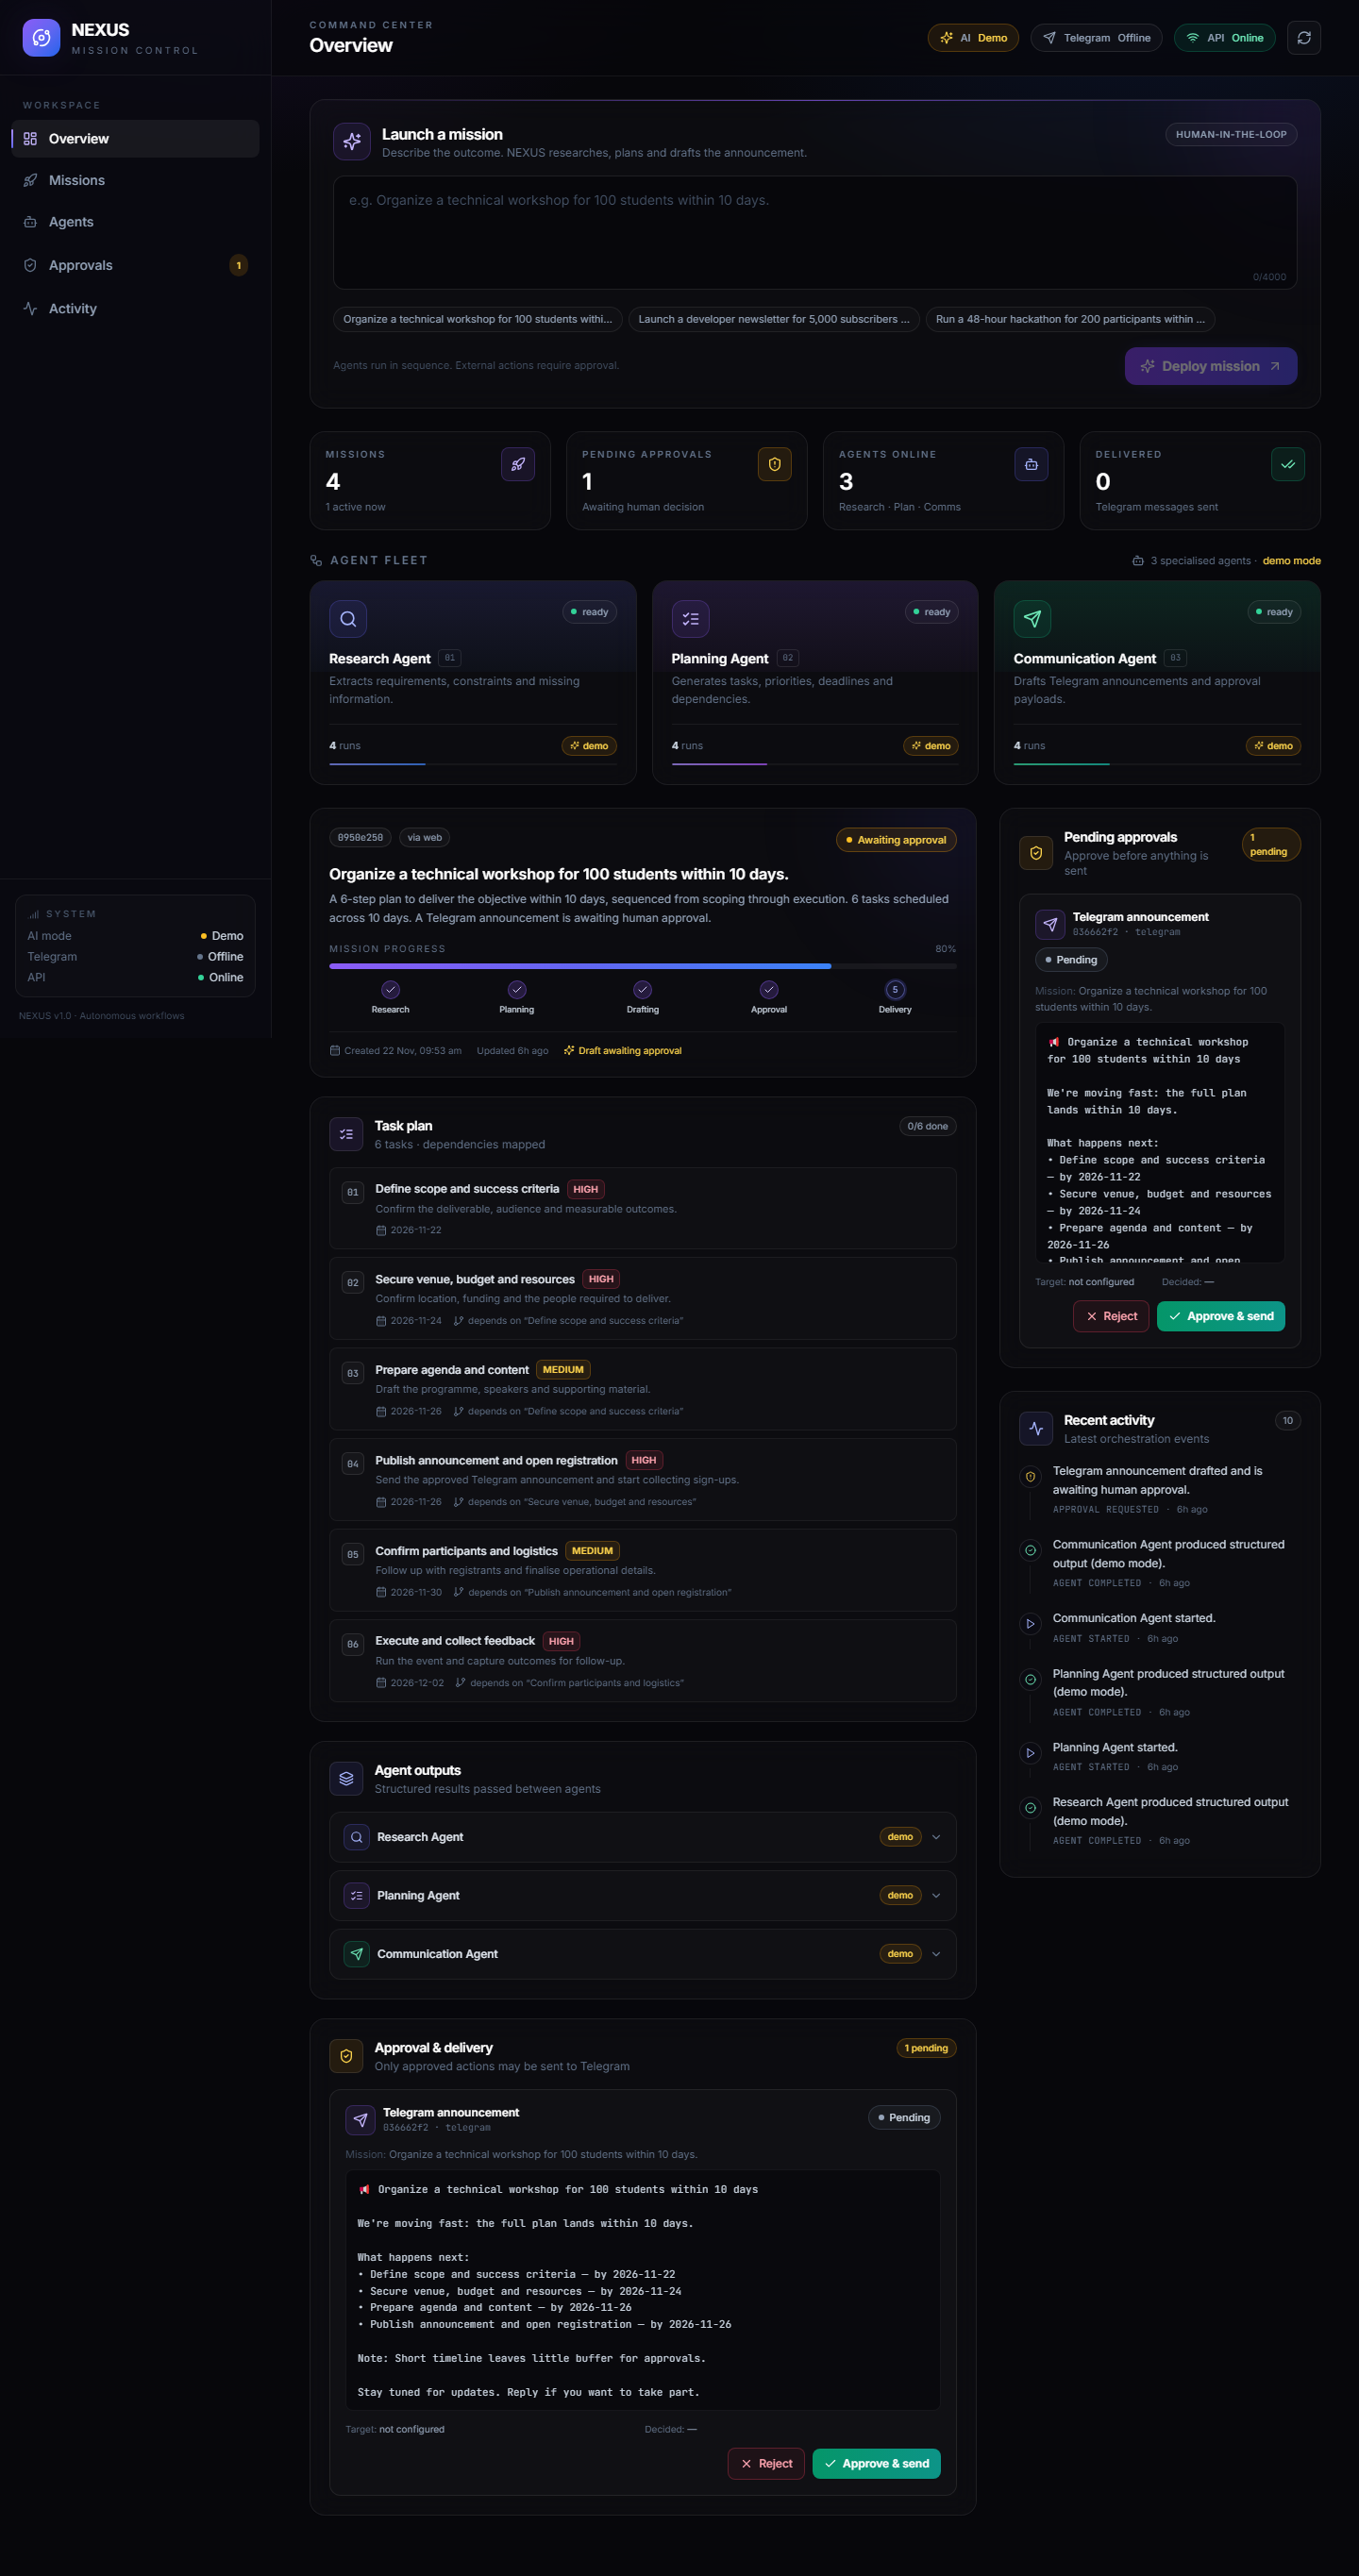 NEXUS
MISSION CONTROL
WORKSPACE
Overview
Missions
Agents
Approvals
1
Activity
SYSTEM
AI mode
Demo
Telegram
Offline
API
Online
NEXUS v1.0 · Autonomous workflows
COMMAND CENTER
Overview
AI Demo
Telegram Offline
API Online
Launch a mission
Describe the outcome. NEXUS researches, plans and drafts the announcement.
HUMAN-IN-THE-LOOP
e.g. Organize a technical workshop for 100 students within 10 days.
0/4000
Organize a technical workshop for 100 students withi...
Launch a developer newsletter for 5,000 subscribers ...
Run a 48-hour hackathon for 200 participants within ...
Agents run in sequence. External actions require approval.
Deploy mission
MISSIONS
4
1 active now
PENDING APPROVALS
1
Awaiting human decision
AGENTS ONLINE
3
Research · Plan · Comms
DELIVERED
0
Telegram messages sent
AGENT FLEET
3 specialised agents · demo mode
ready
Research Agent 01
Extracts requirements, constraints and missing
information.
4 runs
demo
ready
Planning Agent 02
Generates tasks, priorities, deadlines and
dependencies.
4 runs
demo
ready
Communication Agent 03
Drafts Telegram announcements and approval
payloads.
4 runs
demo
0950e250
via web
Awaiting approval
Organize a technical workshop for 100 students within 10 days.
A 6-step plan to deliver the objective within 10 days, sequenced from scoping through execution. 6 tasks scheduled
across 10 days. A Telegram announcement is awaiting human approval.
MISSION PROGRESS
80%
5
Research
Planning
Drafting
Approval
Delivery
Created 22 Nov, 09:53 am
Updated 6h ago
Draft awaiting approval
Task plan
6 tasks · dependencies mapped
0/6 done
01
Define scope and success criteria HIGH
Confirm the deliverable, audience and measurable outcomes.
2026-11-22
02
Secure venue, budget and resources HIGH
Confirm location, funding and the people required to deliver.
2026-11-24 depends on “Define scope and success criteria”
03
Prepare agenda and content MEDIUM
Draft the programme, speakers and supporting material.
2026-11-26 depends on “Define scope and success criteria”
04
Publish announcement and open registration HIGH
Send the approved Telegram announcement and start collecting sign-ups.
2026-11-26 depends on “Secure venue, budget and resources”
05
Confirm participants and logistics MEDIUM
Follow up with registrants and finalise operational details.
2026-11-30 depends on “Publish announcement and open registration”
06
Execute and collect feedback HIGH
Run the event and capture outcomes for follow-up.
2026-12-02 depends on “Confirm participants and logistics”
Agent outputs
Structured results passed between agents
Research Agent
demo
Planning Agent
demo
Communication Agent
demo
Approval & delivery
Only approved actions may be sent to Telegram
1 pending
Telegram announcement
036662f2 · telegram
Pending
Mission: Organize a technical workshop for 100 students within 10 days.
📢 Organize a technical workshop for 100 students within 10 days
We're moving fast: the full plan lands within 10 days.
What happens next:
• Define scope and success criteria — by 2026-11-22
• Secure venue, budget and resources — by 2026-11-24
• Prepare agenda and content — by 2026-11-26
• Publish announcement and open registration — by 2026-11-26
Note: Short timeline leaves little buffer for approvals.
Stay tuned for updates. Reply if you want to take part.
Target: not configured
Decided: —
Reject
Approve & send
Pending approvals
Approve before anything is
sent
1
pending
Telegram announcement
036662f2 · telegram
Pending
Mission: Organize a technical workshop for 100
students within 10 days.
📢 Organize a technical workshop
for 100 students within 10 days
We're moving fast: the full plan
lands within 10 days.
What happens next:
• Define scope and success criteria
— by 2026-11-22
• Secure venue, budget and resources
— by 2026-11-24
• Prepare agenda and content — by
2026-11-26
• Publish announcement and open
Target: not configured
Decided: —
Reject
Approve & send
Recent activity
Latest orchestration events
10
Telegram announcement drafted and is
awaiting human approval.
APPROVAL REQUESTED · 6h ago
Communication Agent produced structured
output (demo mode).
AGENT COMPLETED · 6h ago
Communication Agent started.
AGENT STARTED · 6h ago
Planning Agent produced structured output
(demo mode).
AGENT COMPLETED · 6h ago
Planning Agent started.
AGENT STARTED · 6h ago
Research Agent produced structured output
(demo mode).
AGENT COMPLETED · 6h ago